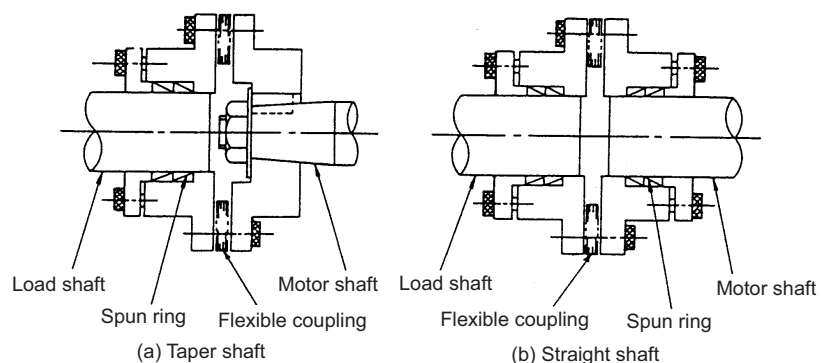 Load shaft
Motor shaft
Spun ring
Flexible coupling
(a) Taper shaft
Load shaft
Motor shaft
Flexible coupling
Spun ring
(b) Straight shaft